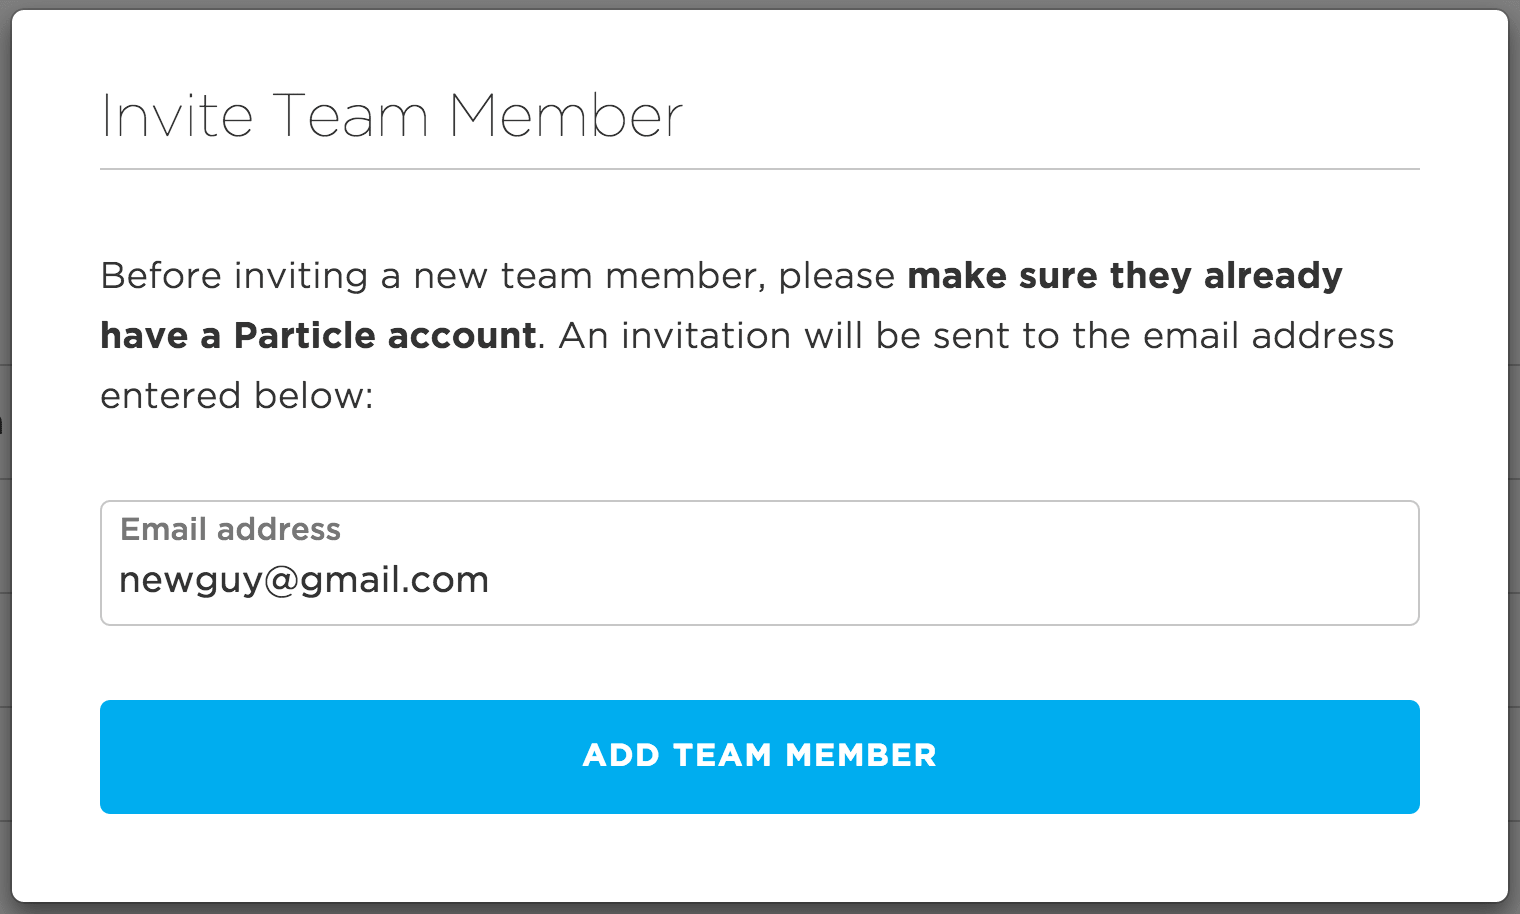 Invite Team Member
Before inviting a new team member, please make sure they already
have a Particle account. An invitation will be sent to the email address
entered below:
Email address
newguy@gmail.com
ADD TEAM MEMBER